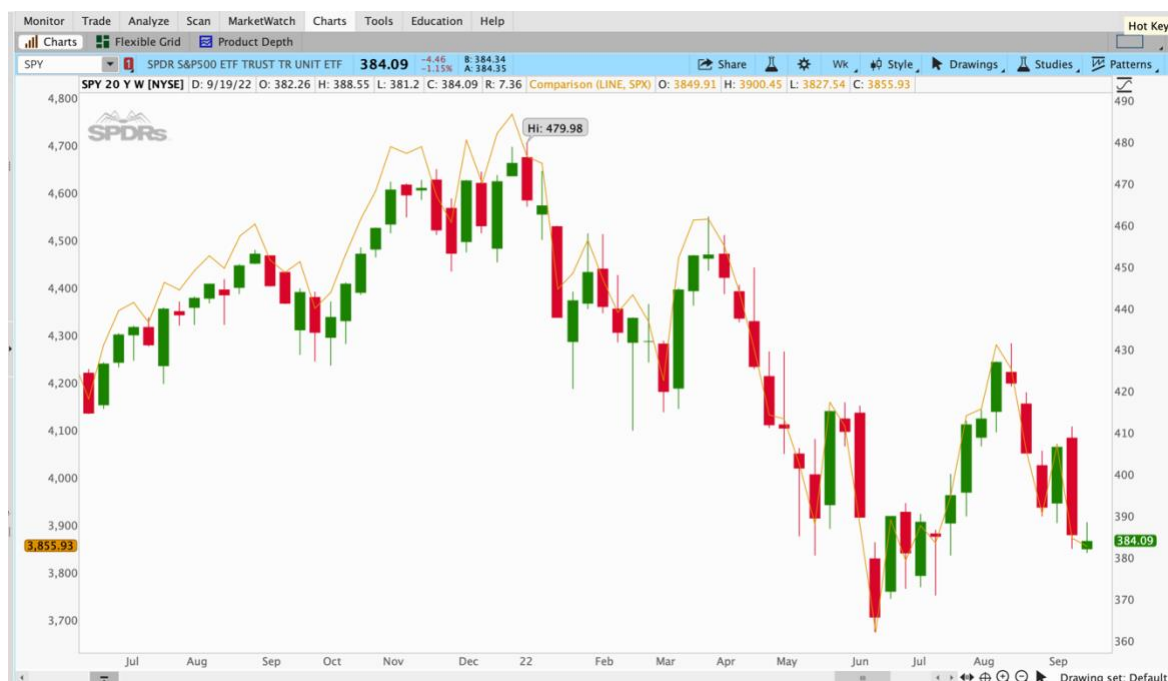 Monitor Trade Analyze Scan MarketWatch Charts Tools Education Help
Hot Key
Charts Flexible Grid Product Depth
SPY 1 SPDR S&P500 ETF TRUST TR UNIT ETF 384.09 -4.46 B: 384.34
-1.15% A: 384.35
Share Wk Style Drawings Studies Patterns
SPY 20 Y W [NYSE] D: 9/19/22 O: 382.26 H: 388.55 L: 381.2 C: 384.09 R: 7.36 Comparison (LINE, SPX) O: 3849.91 H: 3900.45 L: 3827.54 C: 3855.93
SPDRs
Hi: 479.98
4,800
4,700
4,600
4,500
4,400
4,300
4,200
4,100
4,000
3,900
3,855.93
3,800
3,700
490
480
470
460
450
440
430
420
410
400
390
384.09
380
370
360
Jul Aug Sep Oct Nov Dec 22 Feb Mar Apr May Jun Jul Aug Sep
Drawing set: Default